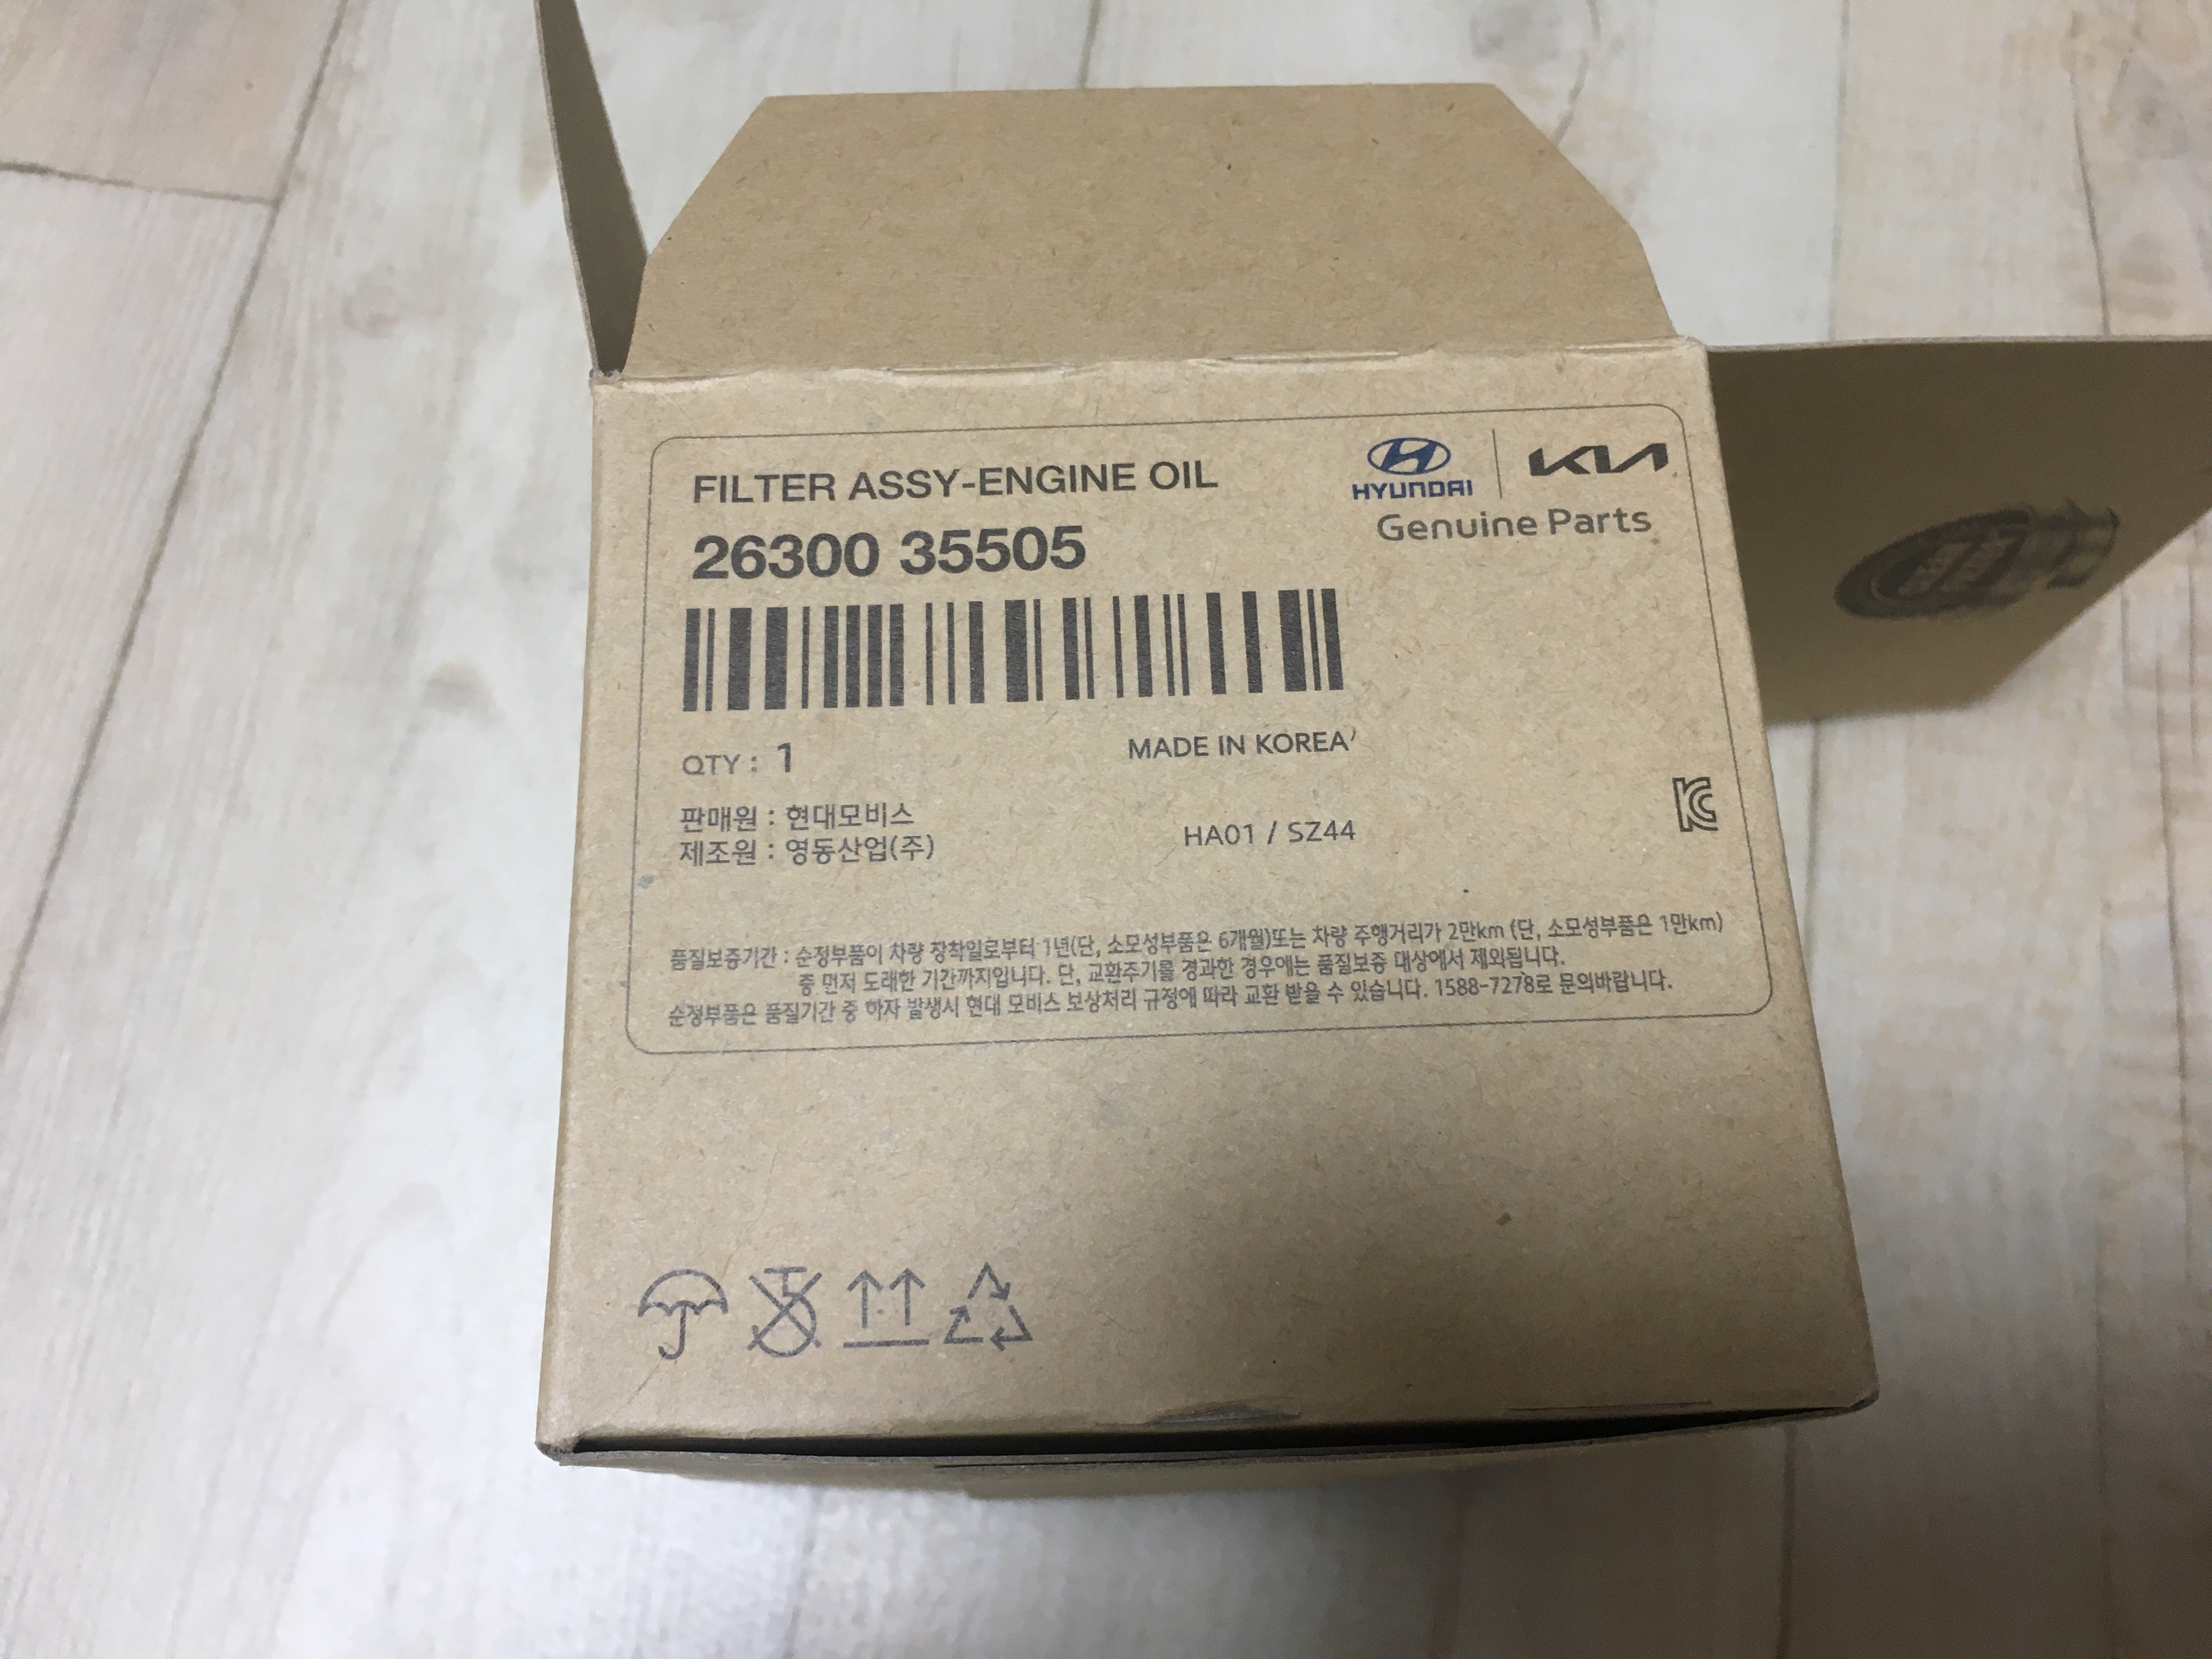 FILTER ASSY-ENGINE OIL
HYUNDAI
KIA
Genuine Parts
26300 35505
QTY : 1
MADE IN KOREA
판매원 : 현대모비스
제조원 : 영동산업(주)
HA01 / SZ44
품질보증기간 : 순정부품이 차량 장착일로부터 1년(단, 소모성부품은 6개월)또는 차량 주행거리가 2만km (단, 소모성부품은 1만km)
중 먼저 도래한 기간까지입니다. 단, 교환주기를 경과한 경우에는 품질보증 대상에서 제외됩니다.
순정부품은 품질기간 중 하자 발생시 현대 모비스 보상처리 규정에 따라 교환 받을 수 있습니다. 1588-7278로 문의바랍니다.